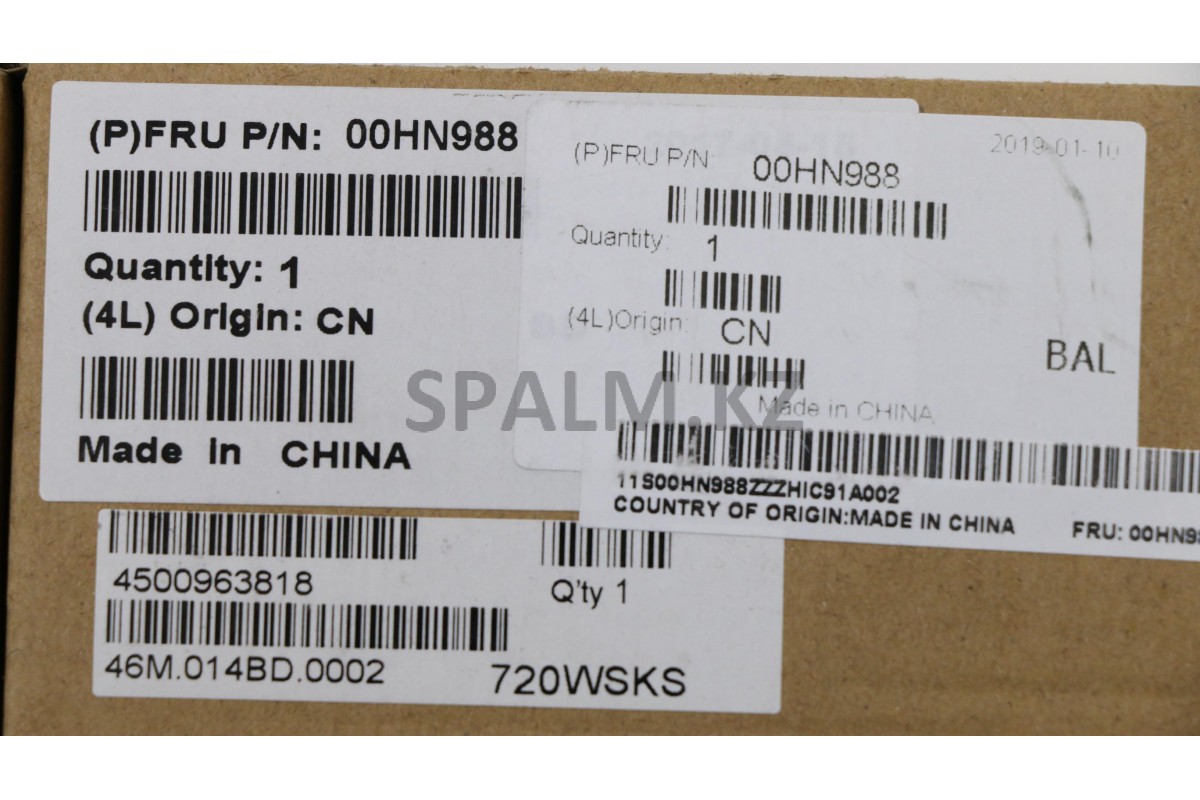 (P)FRU P/N: 00HN988
Quantity: 1
(4L) Origin: CN
Made In CHINA
2019-01-10
(P)FRU P/N: 00HN988
Quantity: 1
(4L)Origin: CN
BAL
Made in CHINA
SPALM.KZ
11S00HN988ZZZHIC91A002
COUNTRY OF ORIGIN:MADE IN CHINA FRU: 00HN98
4500963818 Q'ty 1
46M.014BD.0002 720WSKS